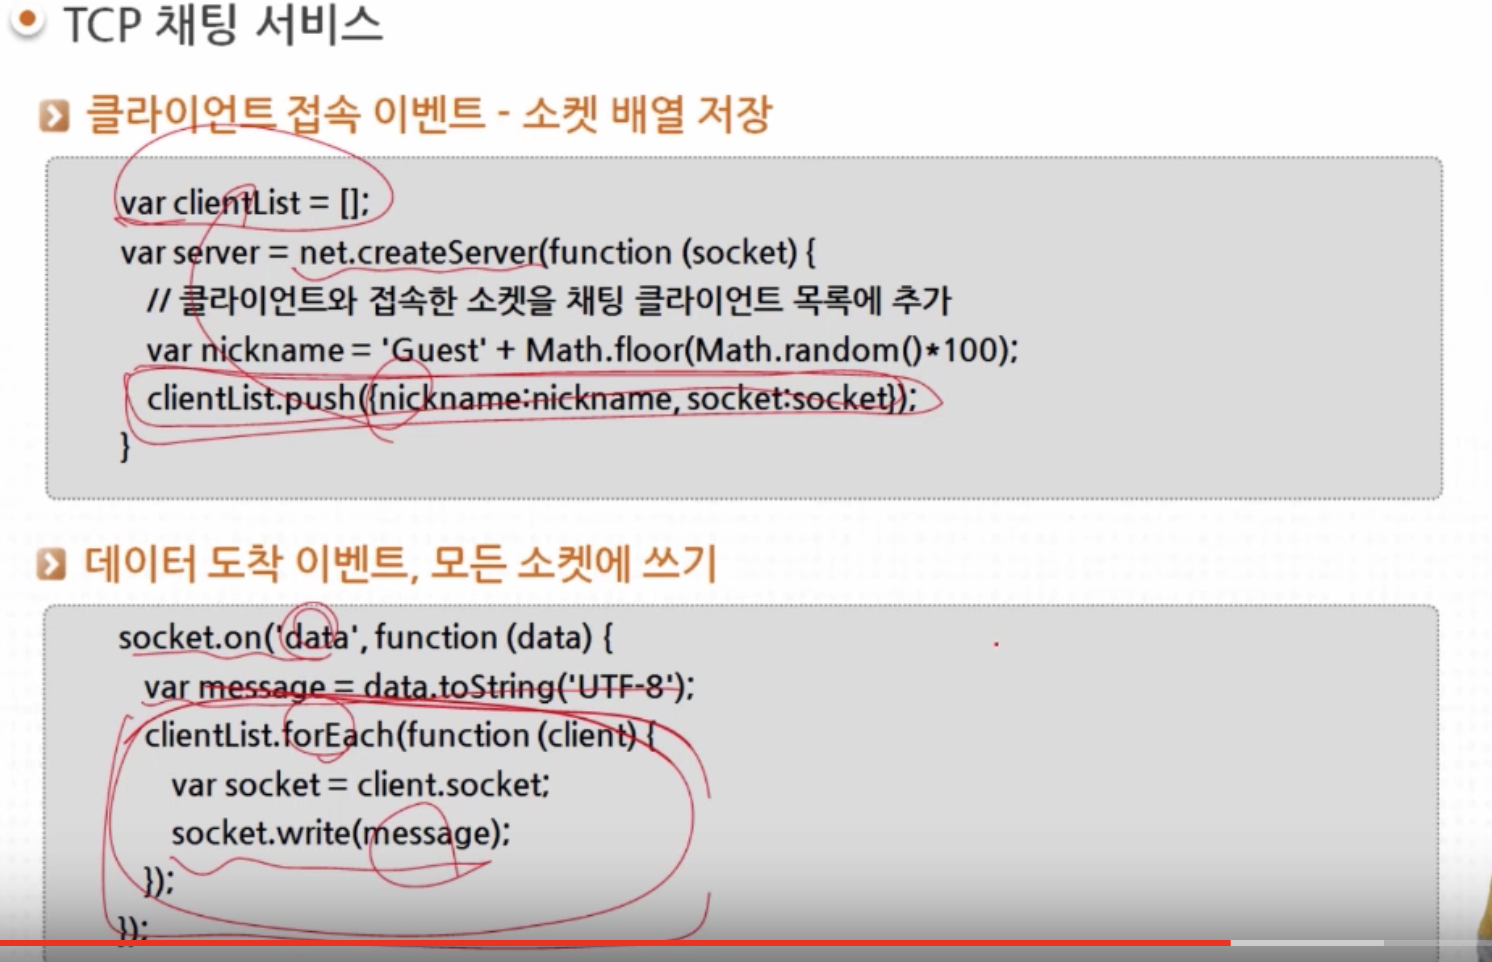 TCP 채팅 서비스
클라이언트 접속 이벤트 - 소켓 배열 저장
var clientList = [];
var server = net.createServer(function (socket) {
// 클라이언트와 접속한 소켓을 채팅 클라이언트 목록에 추가
var nickname = 'Guest' + Math.floor(Math.random()*100);
clientList.push({nickname:nickname, socket:socket});
}
데이터 도착 이벤트, 모든 소켓에 쓰기
socket.on('data', function (data) {
var message = data.toString('UTF-8');
clientList.forEach(function (client) {
var socket = client.socket;
socket.write(message);
});
});